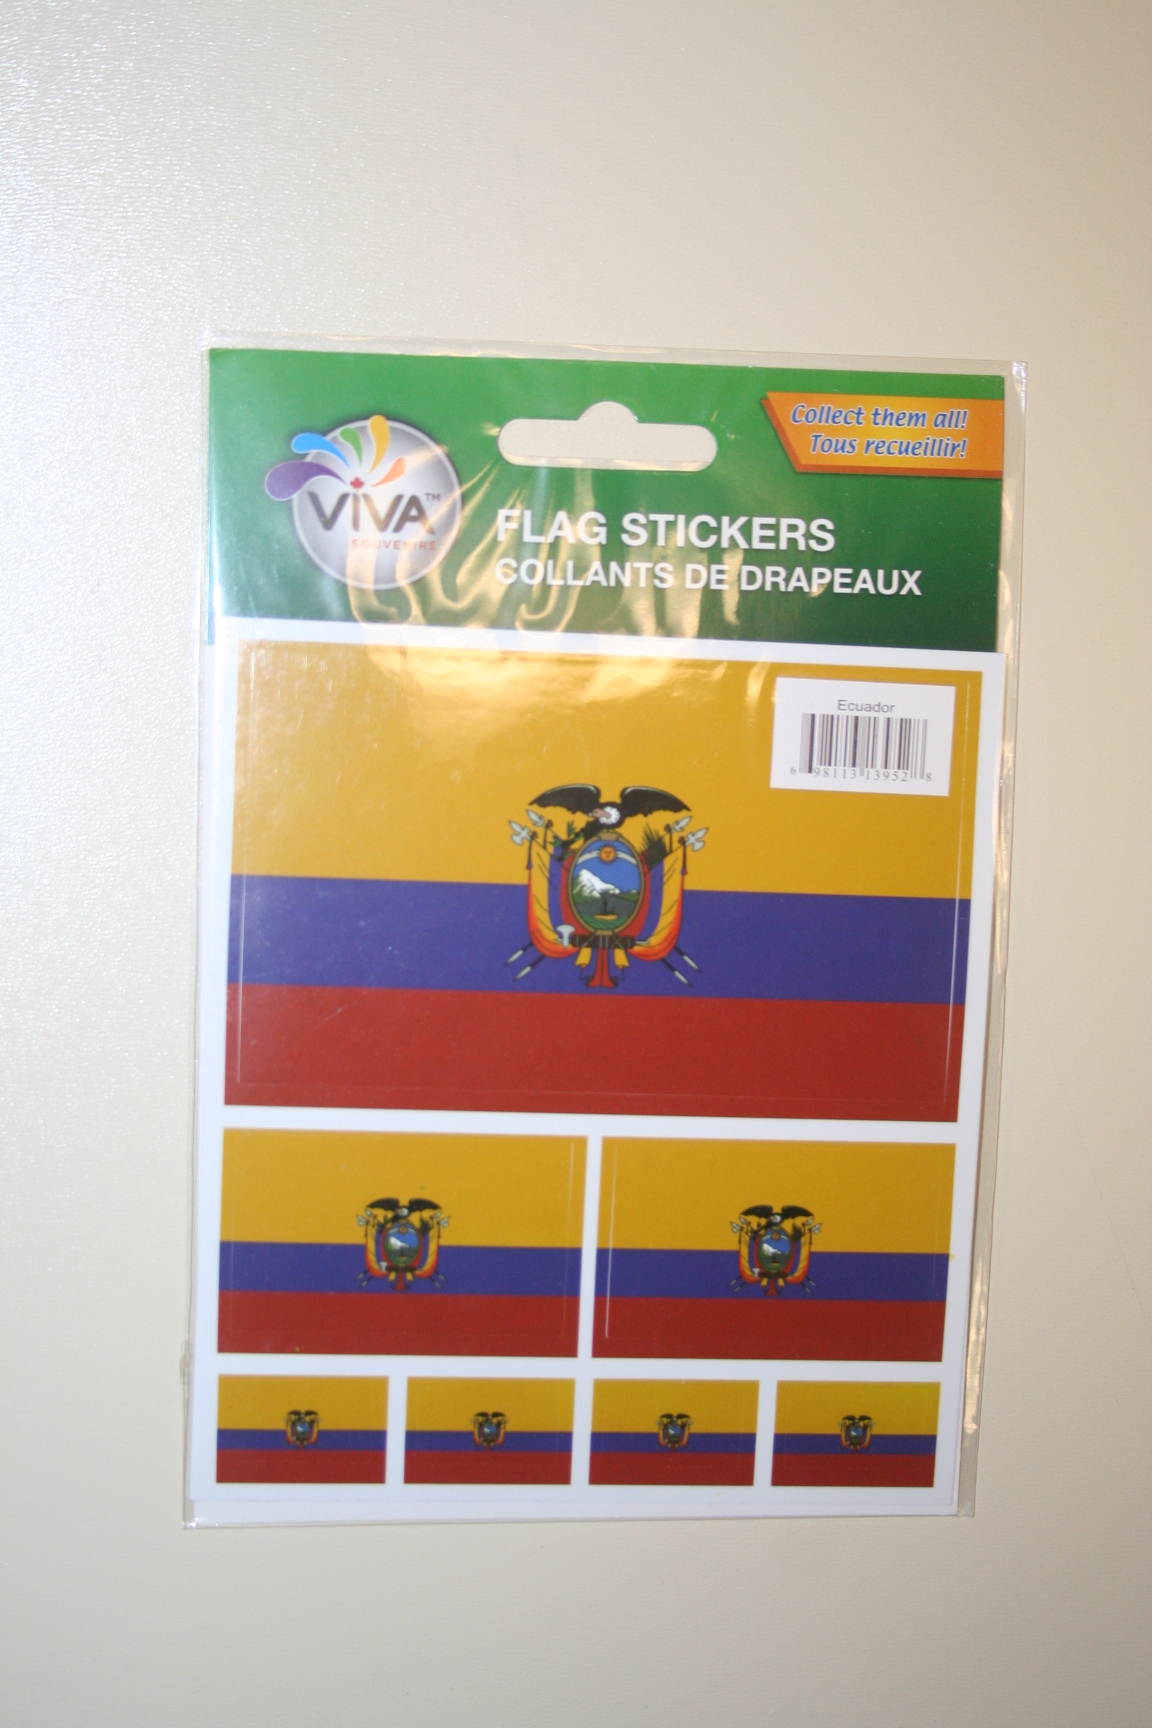 Collect them all!
Tous recueillir!
VIVA™
SOUVENIRS
FLAG STICKERS
COLLANTS DE DRAPEAUX
Ecuador
6 98113 13952 8